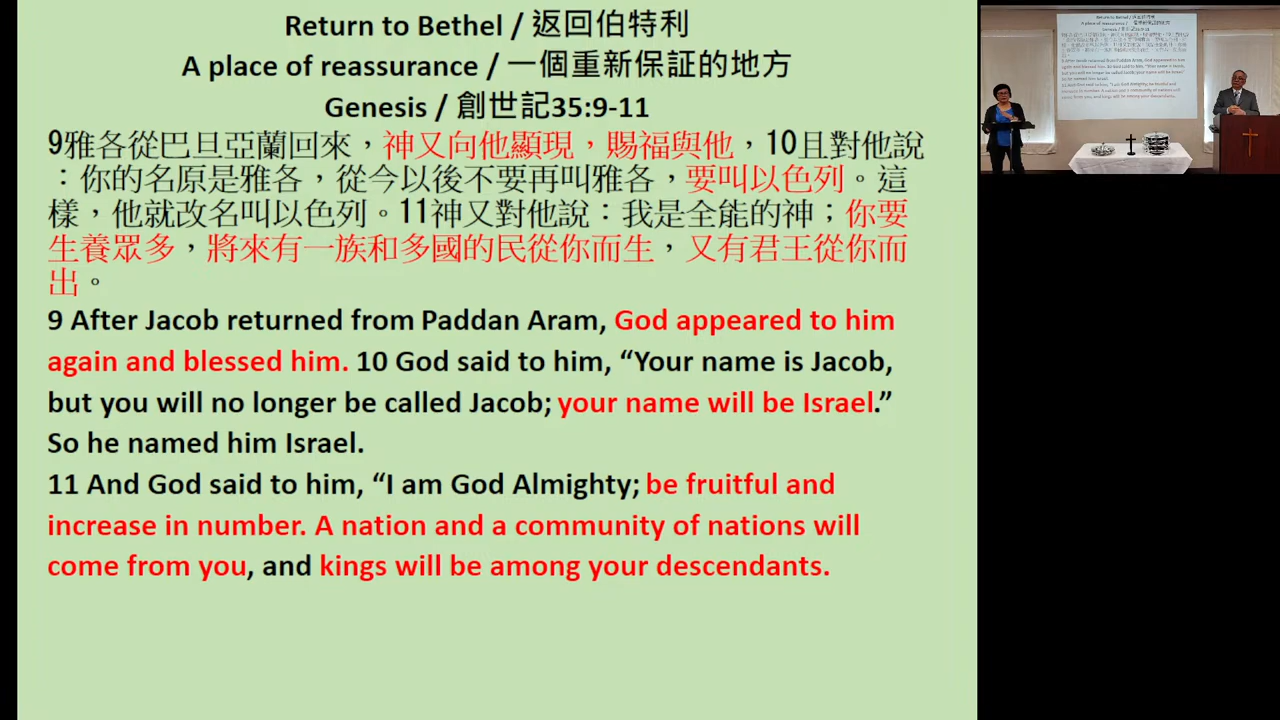 Return to Bethel / 返回伯特利
A place of reassurance / 一個重新保証的地方
Genesis / 創世記35:9-11
9雅各從巴旦亞蘭回來，神又向他顯現，賜福與他，10且對他說
：你的名原是雅各，從今以後不要再叫雅各，要叫以色列。這
樣，他就改名叫以色列。11神又對他說：我是全能的神；你要
生養眾多，將來有一族和多國的民從你而生，又有君王從你而
出。
9 After Jacob returned from Paddan Aram, God appeared to him
again and blessed him. 10 God said to him, “Your name is Jacob,
but you will no longer be called Jacob; your name will be Israel.”
So he named him Israel.
11 And God said to him, “I am God Almighty; be fruitful and
increase in number. A nation and a community of nations will
come from you, and kings will be among your descendants.